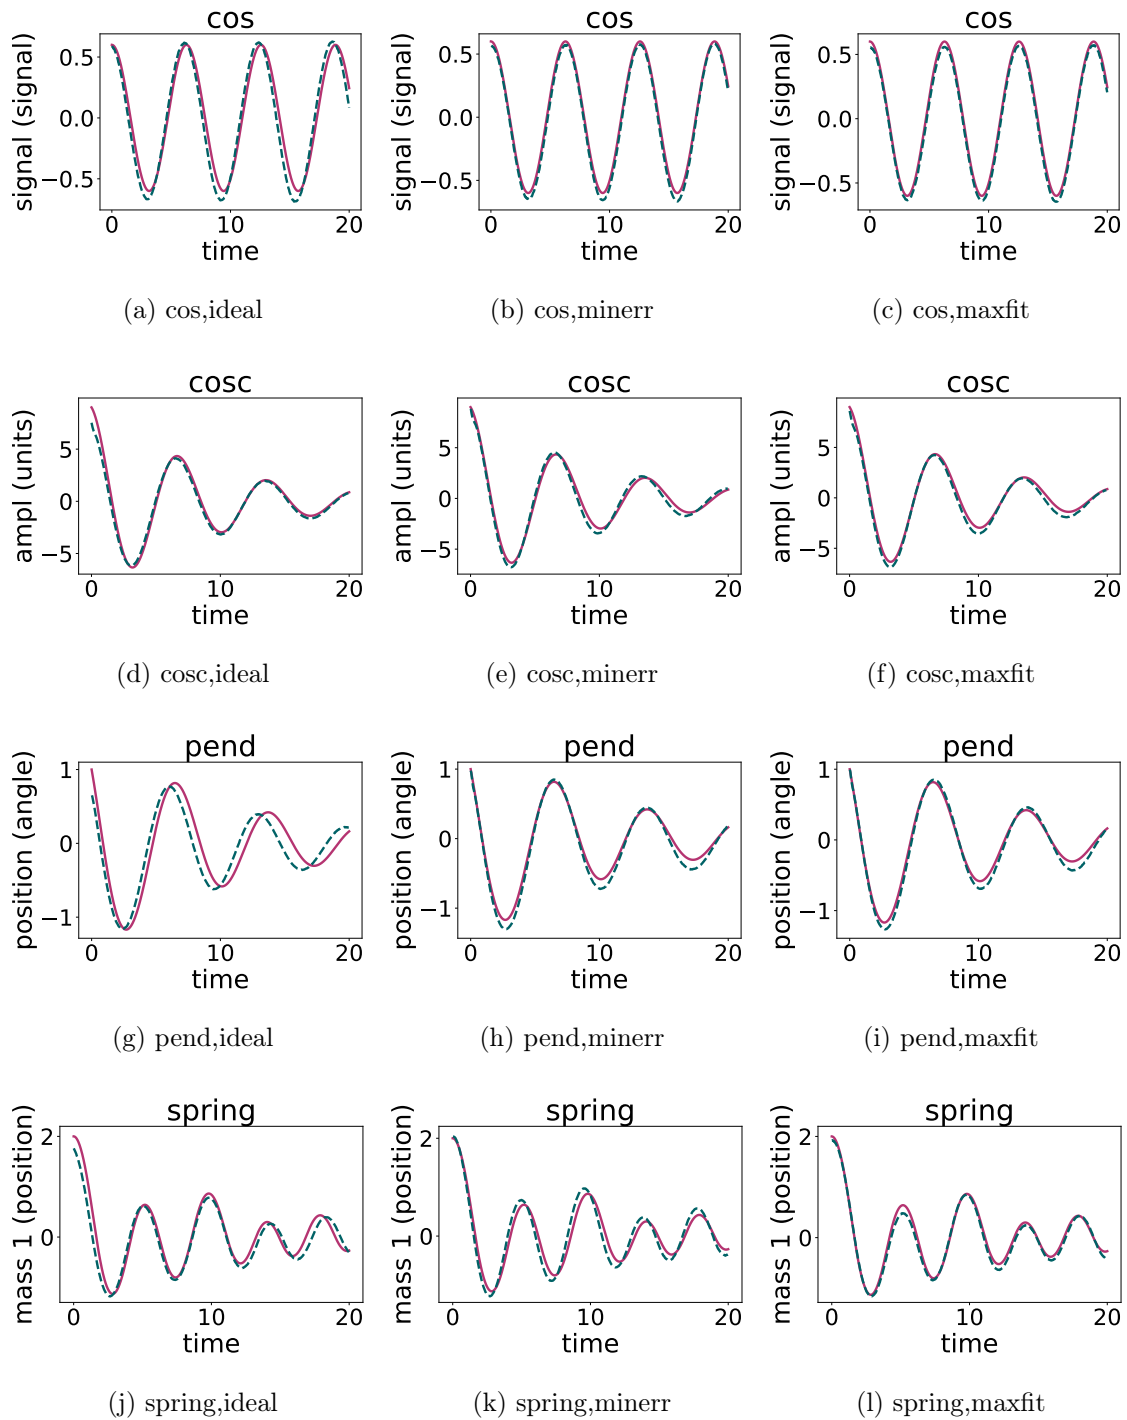 cos
signal (signal)
0.5
0.0
−0.5
0
10
20
time
(a) cos,ideal
cos
signal (signal)
0.5
0.0
−0.5
0
10
20
time
(b) cos,minerr
cos
signal (signal)
0.5
0.0
−0.5
0
10
20
time
(c) cos,maxfit
cosc
ampl (units)
5
0
−5
0
10
20
time
(d) cosc,ideal
cosc
ampl (units)
5
0
−5
0
10
20
time
(e) cosc,minerr
cosc
ampl (units)
5
0
−5
0
10
20
time
(f) cosc,maxfit
pend
position (angle)
1
0
−1
0
10
20
time
(g) pend,ideal
pend
position (angle)
1
0
−1
0
10
20
time
(h) pend,minerr
pend
position (angle)
1
0
−1
0
10
20
time
(i) pend,maxfit
spring
mass 1 (position)
2
0
0
10
20
time
(j) spring,ideal
spring
mass 1 (position)
2
0
0
10
20
time
(k) spring,minerr
spring
mass 1 (position)
2
0
0
10
20
time
(l) spring,maxfit